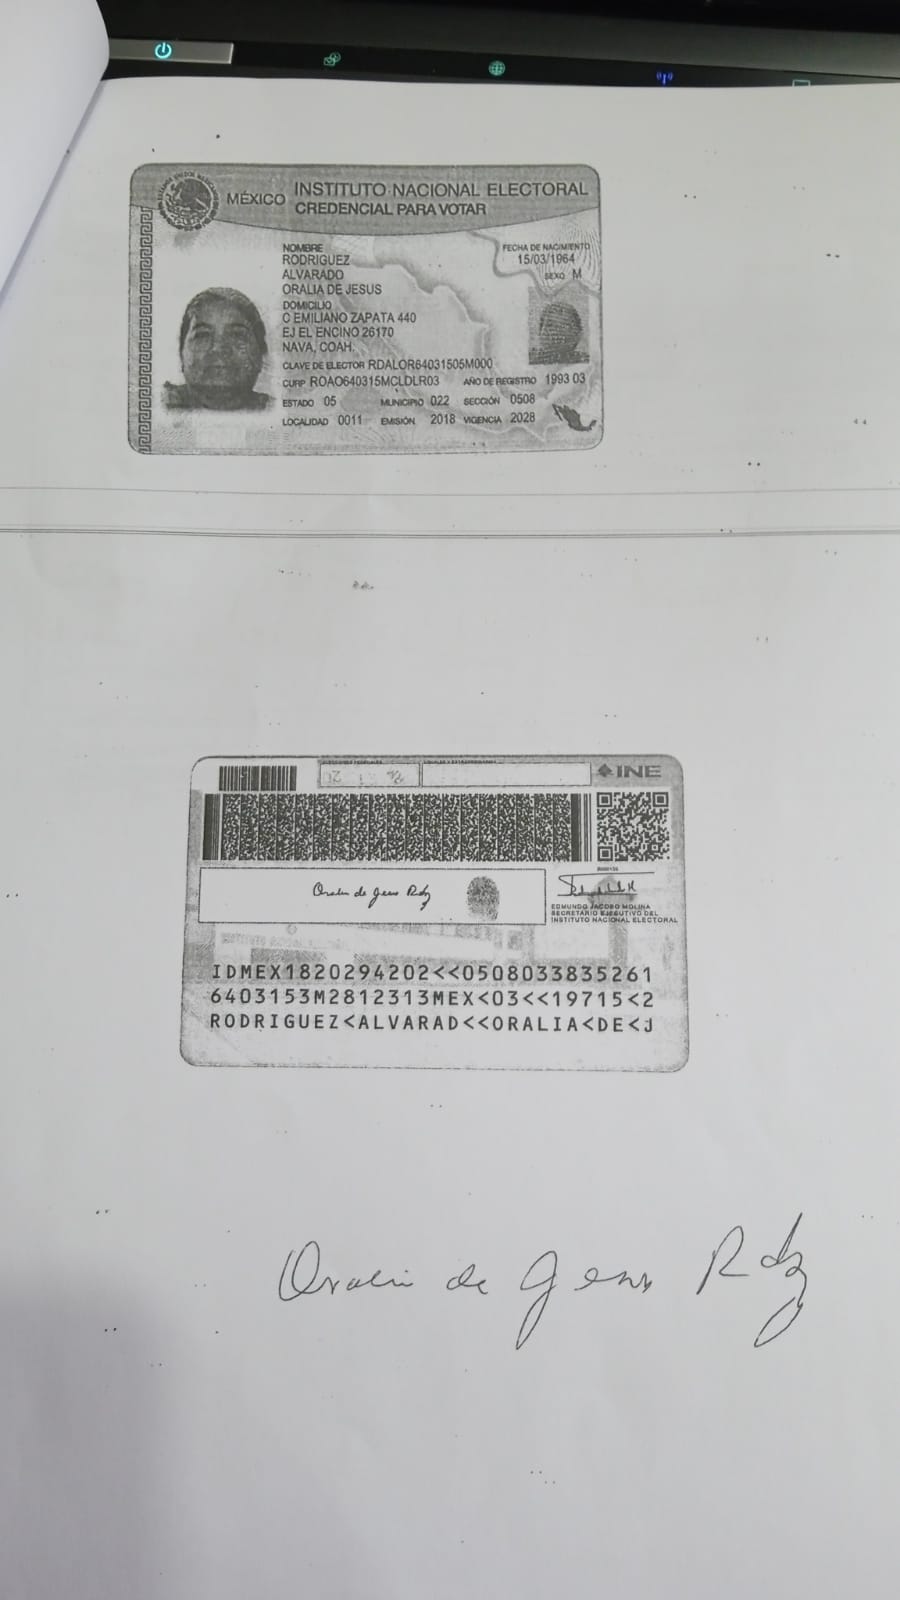 MÉXICO INSTITUTO NACIONAL ELECTORAL
CREDENCIAL PARA VOTAR
NOMBRE
RODRIGUEZ
ALVARADO
ORALIA DE JESUS
FECHA DE NACIMIENTO
15/03/1964
SEXO M
DOMICILIO
C EMILIANO ZAPATA 440
EJ EL ENCINO 26170
NAVA, COAH.
CLAVE DE ELECTOR RDALOR64031505M000
CURP ROAO640315MCLDLR03 AÑO DE REGISTRO 1993 03
ESTADO 05 MUNICIPIO 022 SECCIÓN 0508
LOCALIDAD 0011 EMISIÓN 2018 VIGENCIA 2028
INE
Oralia de Jesus Rdz
EDMUNDO JACOBO MOLINA
SECRETARIO EJECUTIVO DEL
INSTITUTO NACIONAL ELECTORAL
IDMEX1820294202<<0508033835261
6403153M2812313MEX<03<<19715<2
RODRIGUEZ<ALVARAD<<ORALIA<DE<J
Oralia de Jesus Rdz